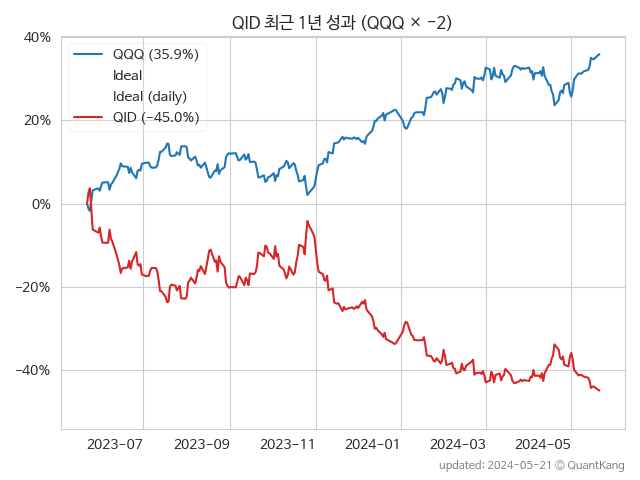 QID 최근 1년 성과 (QQQ × −2)
40%
20%
0%
−20%
−40%
QQQ (35.9%)
Ideal
Ideal (daily)
QID (−45.0%)
2023-07
2023-09
2023-11
2024-01
2024-03
2024-05
updated: 2024-05-21 © QuantKang